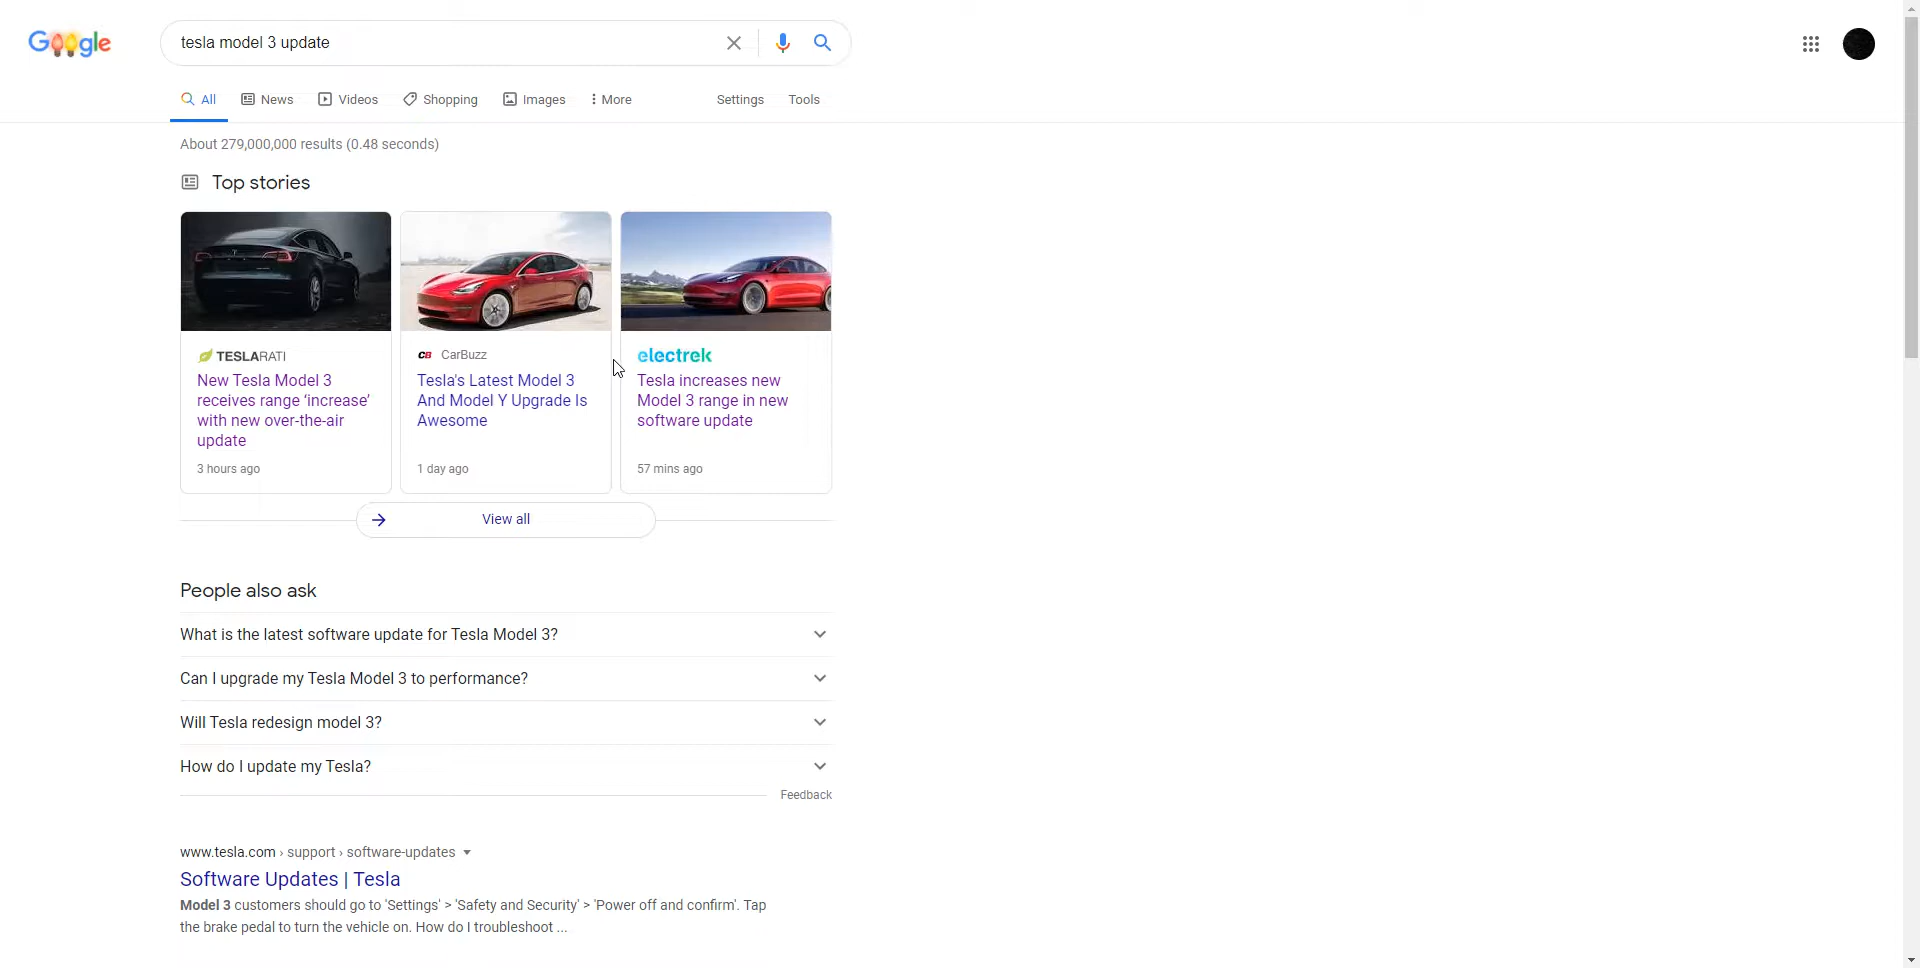 Google
tesla model 3 update
All
News
Videos
Shopping
Images
More
Settings
Tools
About 279,000,000 results (0.48 seconds)
Top stories
TESLARATI
New Tesla Model 3
receives range ‘increase’
with new over-the-air
update
3 hours ago
CB CarBuzz
Tesla's Latest Model 3
And Model Y Upgrade Is
Awesome
1 day ago
electrek
Tesla increases new
Model 3 range in new
software update
57 mins ago
View all
People also ask
What is the latest software update for Tesla Model 3?
Can I upgrade my Tesla Model 3 to performance?
Will Tesla redesign model 3?
How do I update my Tesla?
Feedback
www.tesla.com › support › software-updates
Software Updates | Tesla
Model 3 customers should go to 'Settings' > 'Safety and Security' > 'Power off and confirm'. Tap
the brake pedal to turn the vehicle on. How do I troubleshoot ...